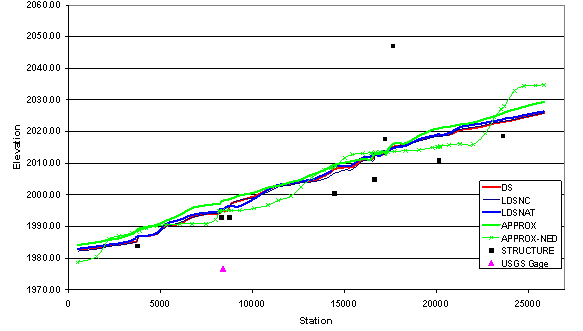 2060.00
2050.00
2040.00
2030.00
2020.00
2010.00
2000.00
1990.00
1980.00
1970.00
Elevation
0
5000
10000
15000
20000
25000
Station
DS
LDSNC
LDSNAT
APPROX
APPROX-NED
STRUCTURE
USGS Gage